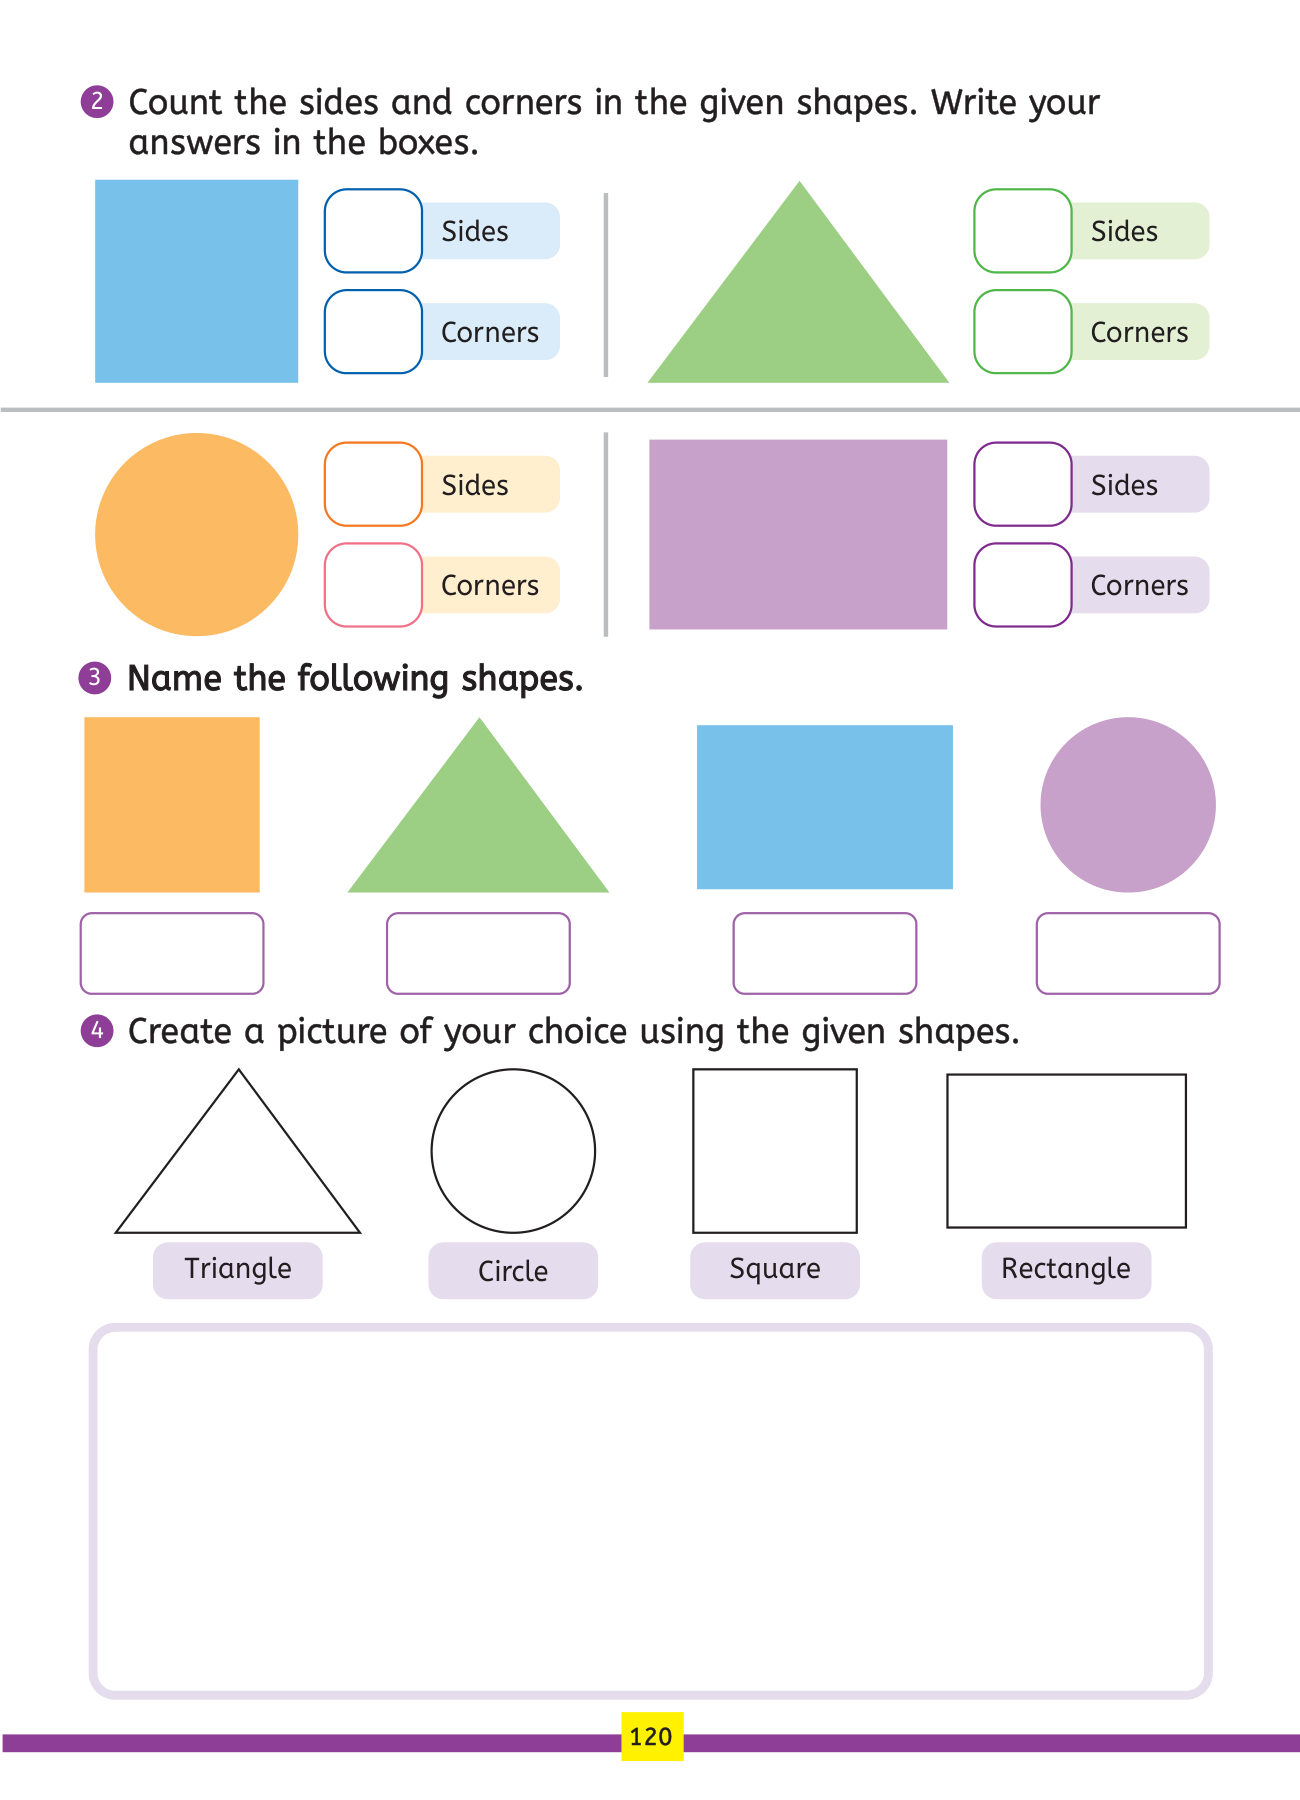 2 Count the sides and corners in the given shapes. Write your
answers in the boxes.
Sides
Corners
Sides
Corners
Sides
Corners
Sides
Corners
3 Name the following shapes.
4 Create a picture of your choice using the given shapes.
Triangle Circle Square Rectangle
120